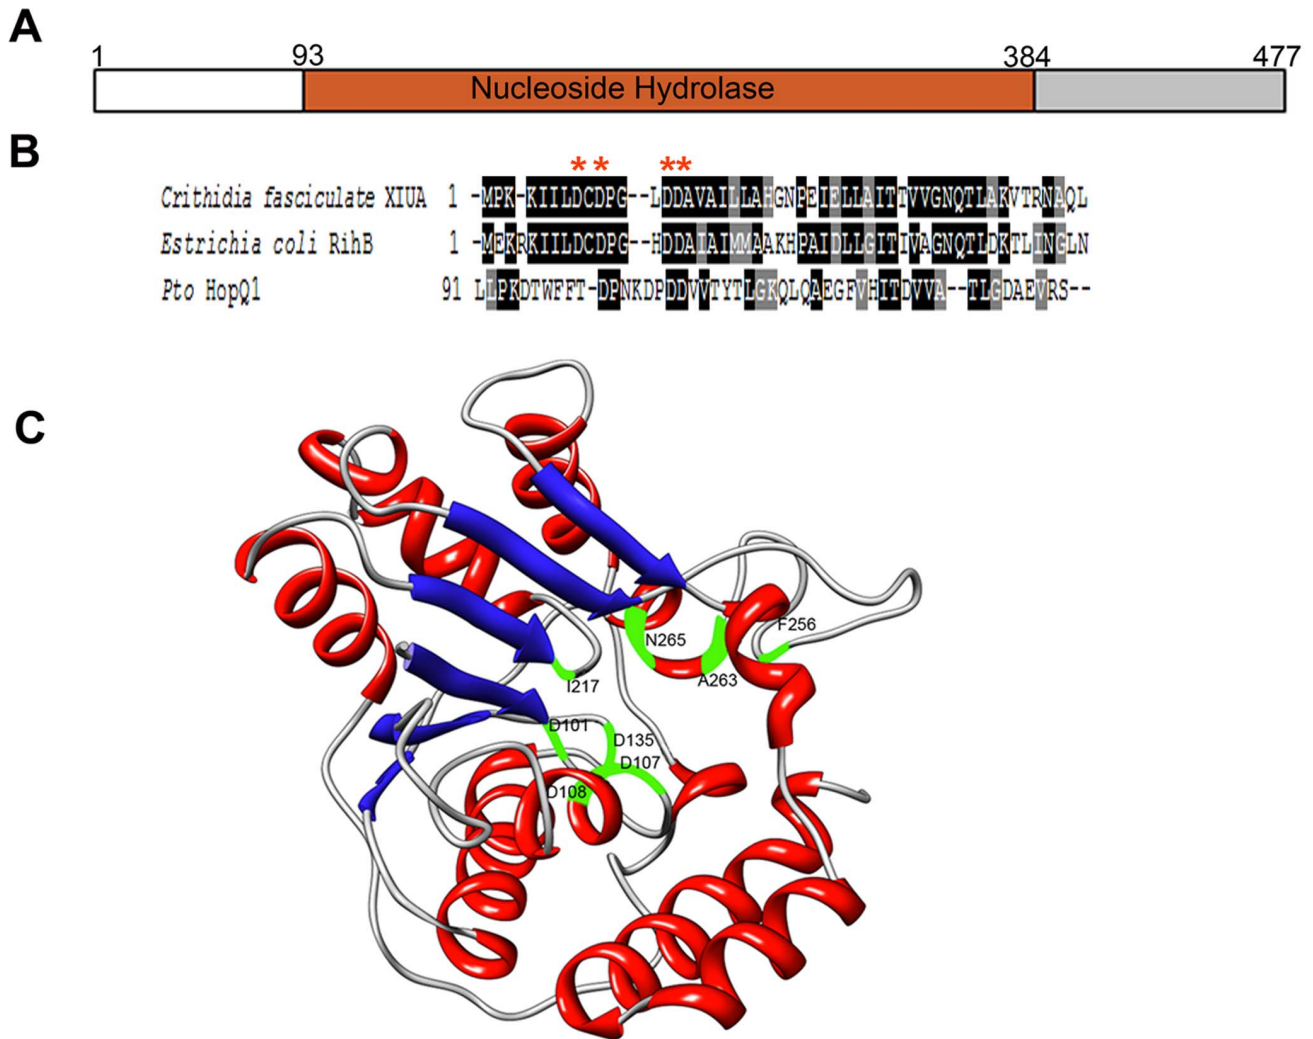 A
1 93 384 477
Nucleoside Hydrolase
B
* * **
Crithidia fasciculate XIUA 1 -MPK-KIILDCDPG--LDDAVAILLAHGNPEIELLAITTVVGNQTLAKVTRNAQL
Estrichia coli RihB 1 -MEKRKIILDCDPG--HDDAIAIMMAAKHPAIDLLGITIVAGNQTLDKTLINGLN
Pto HopQ1 91 LLPKDTWFFT-DPNKDPDDVVTYTLGKQLQAEGFVHITDVVA--TLGDAEVRS--
C
N265
F256
A263
I217
D101
D135
D107
D108